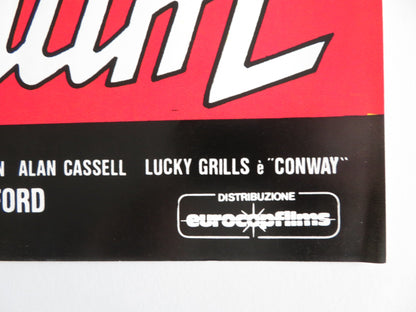 ALAN CASSELL LUCKY GRILLS è "CONWAY"
FORD
DISTRIBUZIONE
eurocopfilms